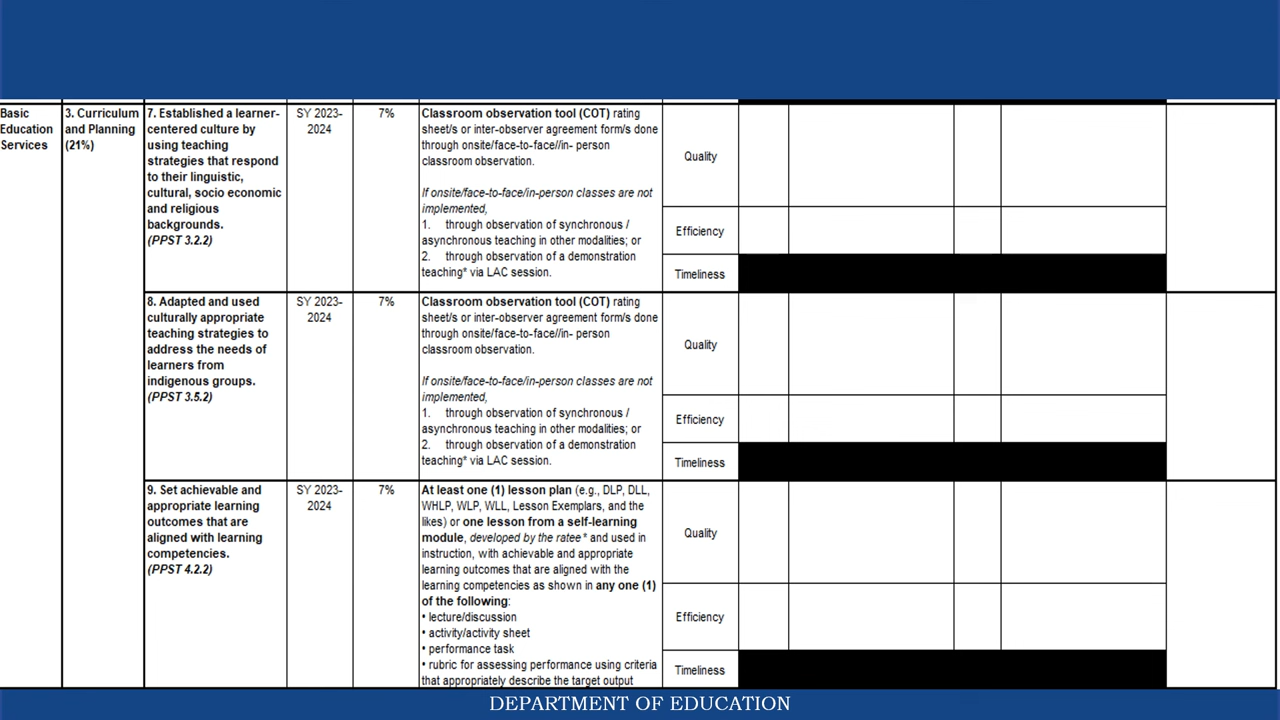 Basic
Education
Services
3. Curriculum
and Planning
(21%)
7. Established a learner-
centered culture by
using teaching
strategies that respond
to their linguistic,
cultural, socio economic
and religious
backgrounds.
(PPST 3.2.2)
SY 2023-
2024
7%
Classroom observation tool (COT) rating
sheet/s or inter-observer agreement form/s done
through onsite/face-to-face//in- person
classroom observation.
If onsite/face-to-face/in-person classes are not
implemented,
1. through observation of synchronous /
asynchronous teaching in other modalities; or
2. through observation of a demonstration
teaching* via LAC session.
Quality
Efficiency
Timeliness
8. Adapted and used
culturally appropriate
teaching strategies to
address the needs of
learners from
indigenous groups.
(PPST 3.5.2)
SY 2023-
2024
7%
Classroom observation tool (COT) rating
sheet/s or inter-observer agreement form/s done
through onsite/face-to-face//in- person
classroom observation.
If onsite/face-to-face/in-person classes are not
implemented,
1. through observation of synchronous /
asynchronous teaching in other modalities; or
2. through observation of a demonstration
teaching* via LAC session.
Quality
Efficiency
Timeliness
9. Set achievable and
appropriate learning
outcomes that are
aligned with learning
competencies.
(PPST 4.2.2)
SY 2023-
2024
7%
At least one (1) lesson plan (e.g., DLP, DLL,
WHLP, WLP, WLL, Lesson Exemplars, and the
likes) or one lesson from a self-learning
module, developed by the ratee* and used in
instruction, with achievable and appropriate
learning outcomes that are aligned with the
learning competencies as shown in any one (1)
of the following:
• lecture/discussion
• activity/activity sheet
• performance task
• rubric for assessing performance using criteria
that appropriately describe the target output
Quality
Efficiency
Timeliness
DEPARTMENT OF EDUCATION